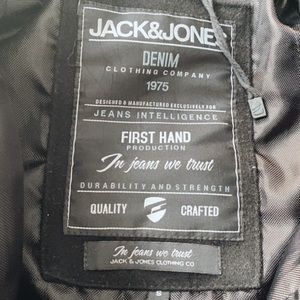 JACK&JONES
DENIM
CLOTHING COMPANY
1975
DESIGNED & MANUFACTURED EXCLUSIVELY FOR
JEANS INTELLIGENCE
FIRST HAND
PRODUCTION
In jeans we trust
DURABILITY AND STRENGTH
QUALITY CRAFTED
In jeans we trust
JACK & JONES CLOTHING CO
S